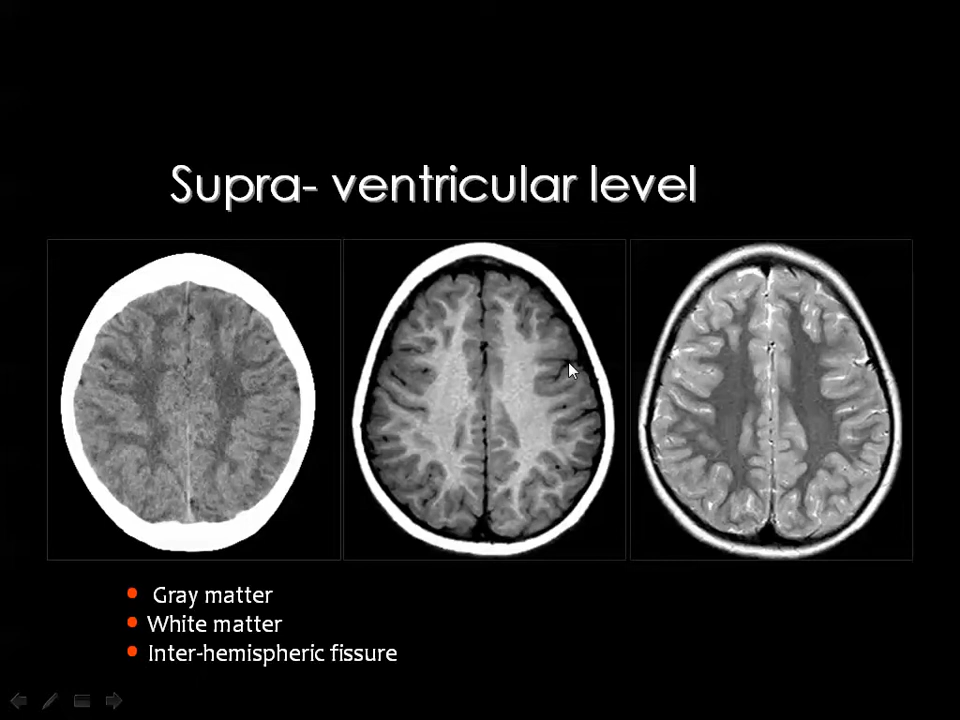 Supra- ventricular level
• Gray matter
• White matter
• Inter-hemispheric fissure